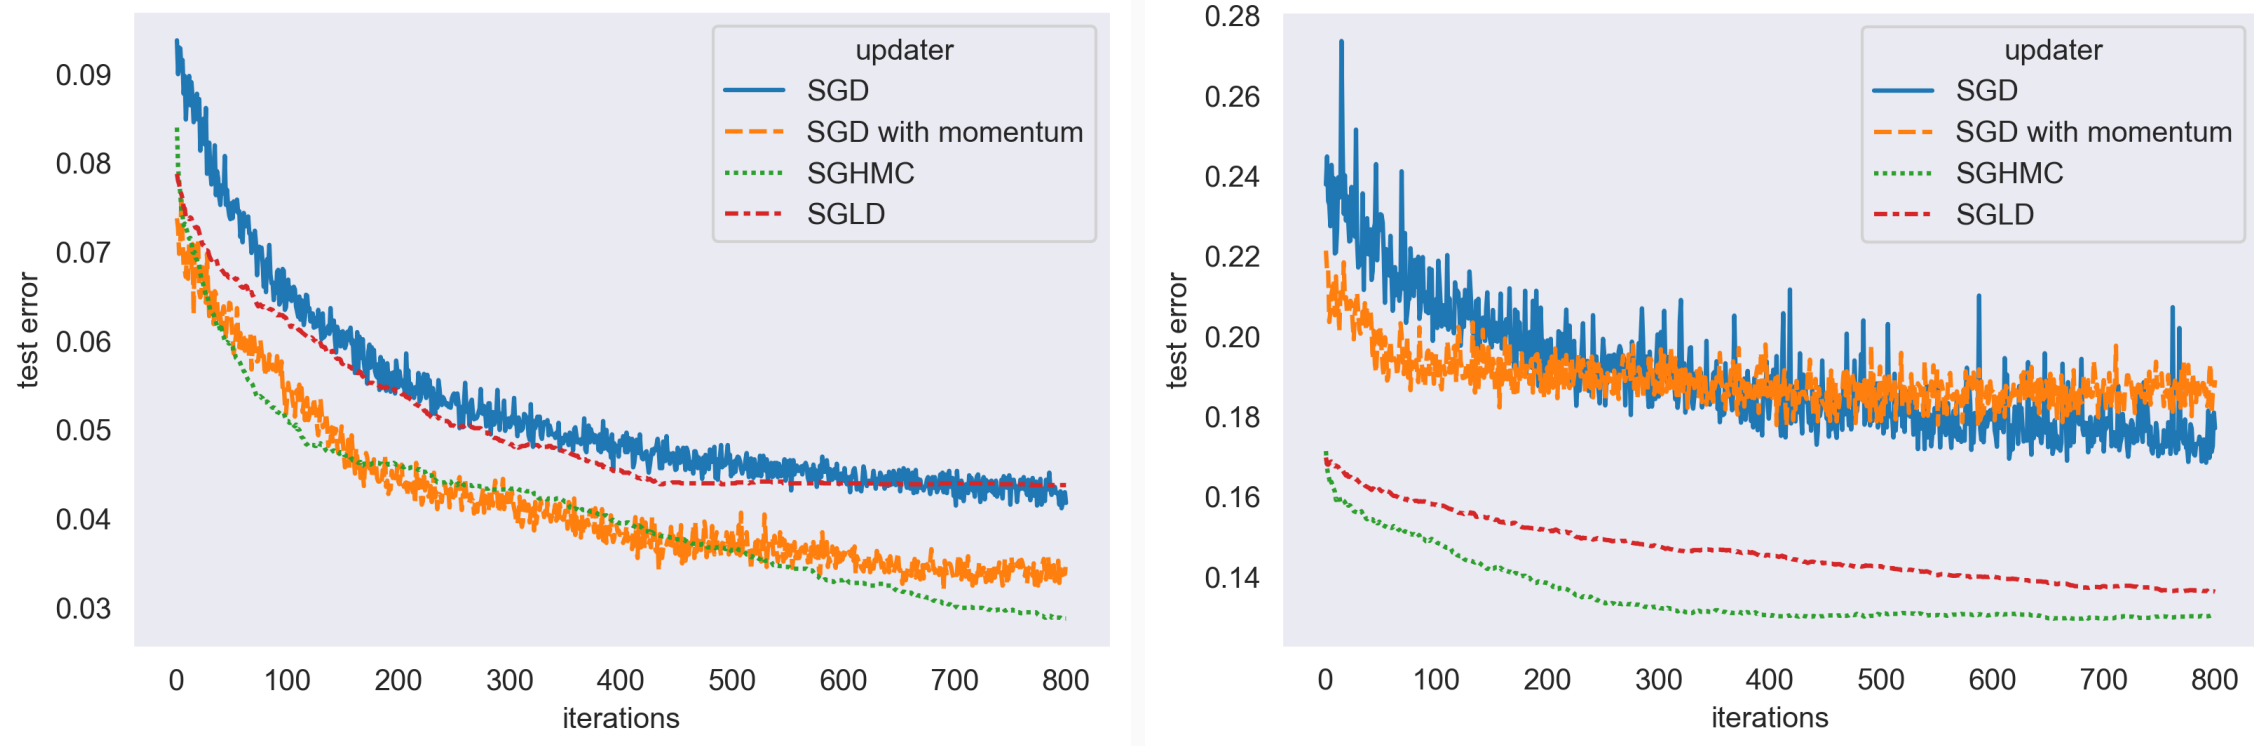 0.09
0.08
0.07
0.06
0.05
0.04
0.03
test error
updater
SGD
SGD with momentum
SGHMC
SGLD
0 100 200 300 400 500 600 700 800
iterations
0.28
0.26
0.24
0.22
0.20
0.18
0.16
0.14
test error
updater
SGD
SGD with momentum
SGHMC
SGLD
0 100 200 300 400 500 600 700 800
iterations